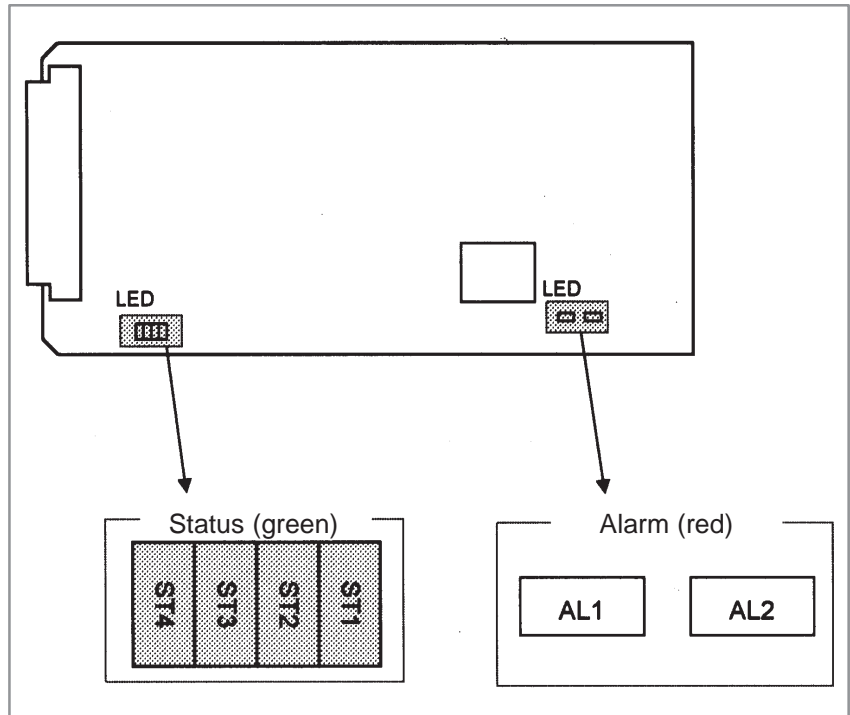 LED
LED
Status (green)
Alarm (red)
ST4
ST3
ST2
ST1
AL1
AL2